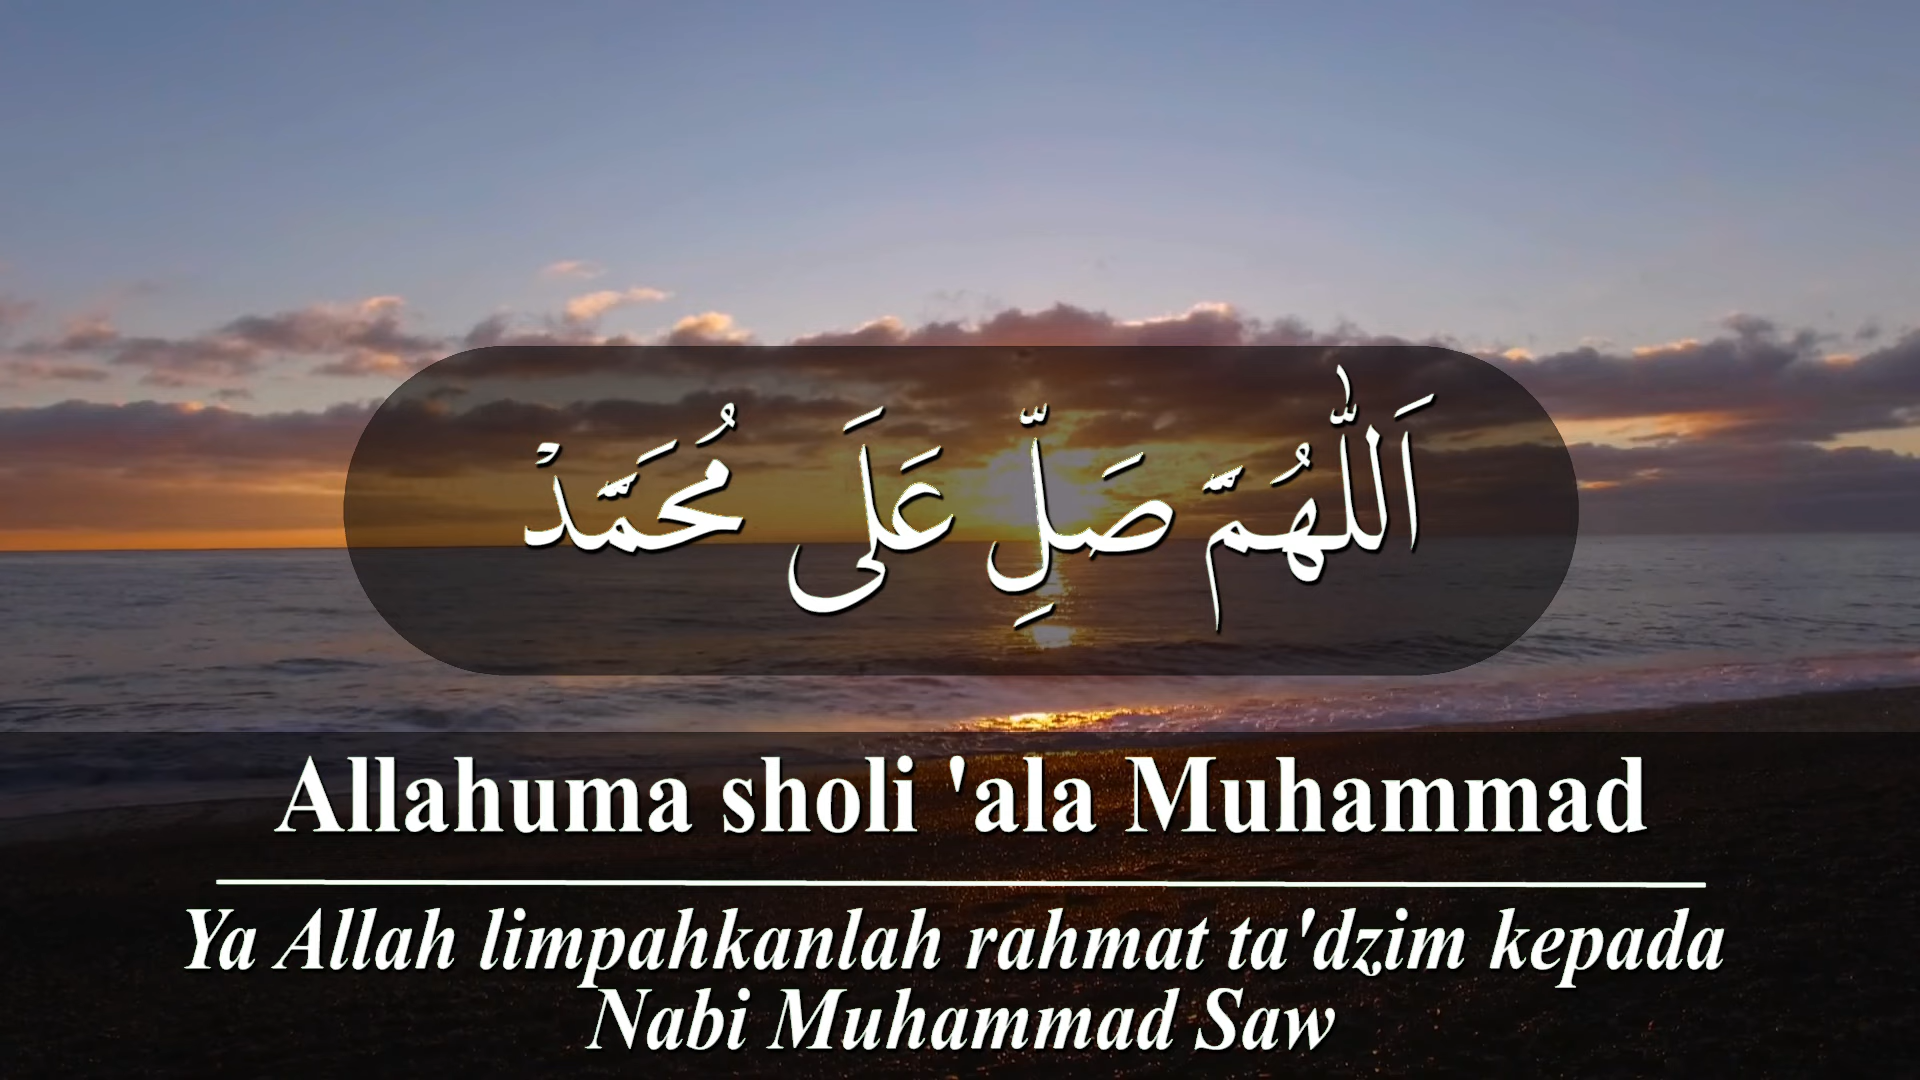 اَللّٰهُمَّ صَلِّ عَلَى مُحَمَّدْ
Allahuma sholi 'ala Muhammad
Ya Allah limpahkanlah rahmat ta'dzim kepada
Nabi Muhammad Saw